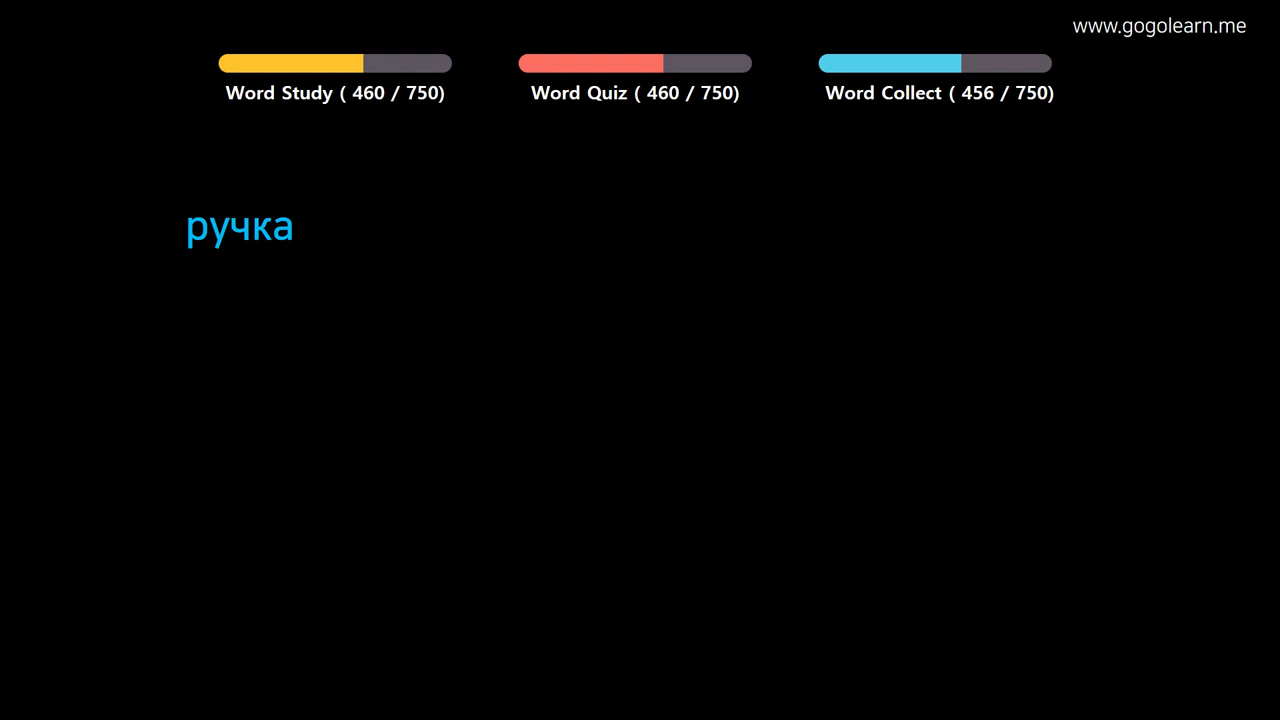 www.gogolearn.me
Word Study ( 460 / 750)
Word Quiz ( 460 / 750)
Word Collect ( 456 / 750)
ручка